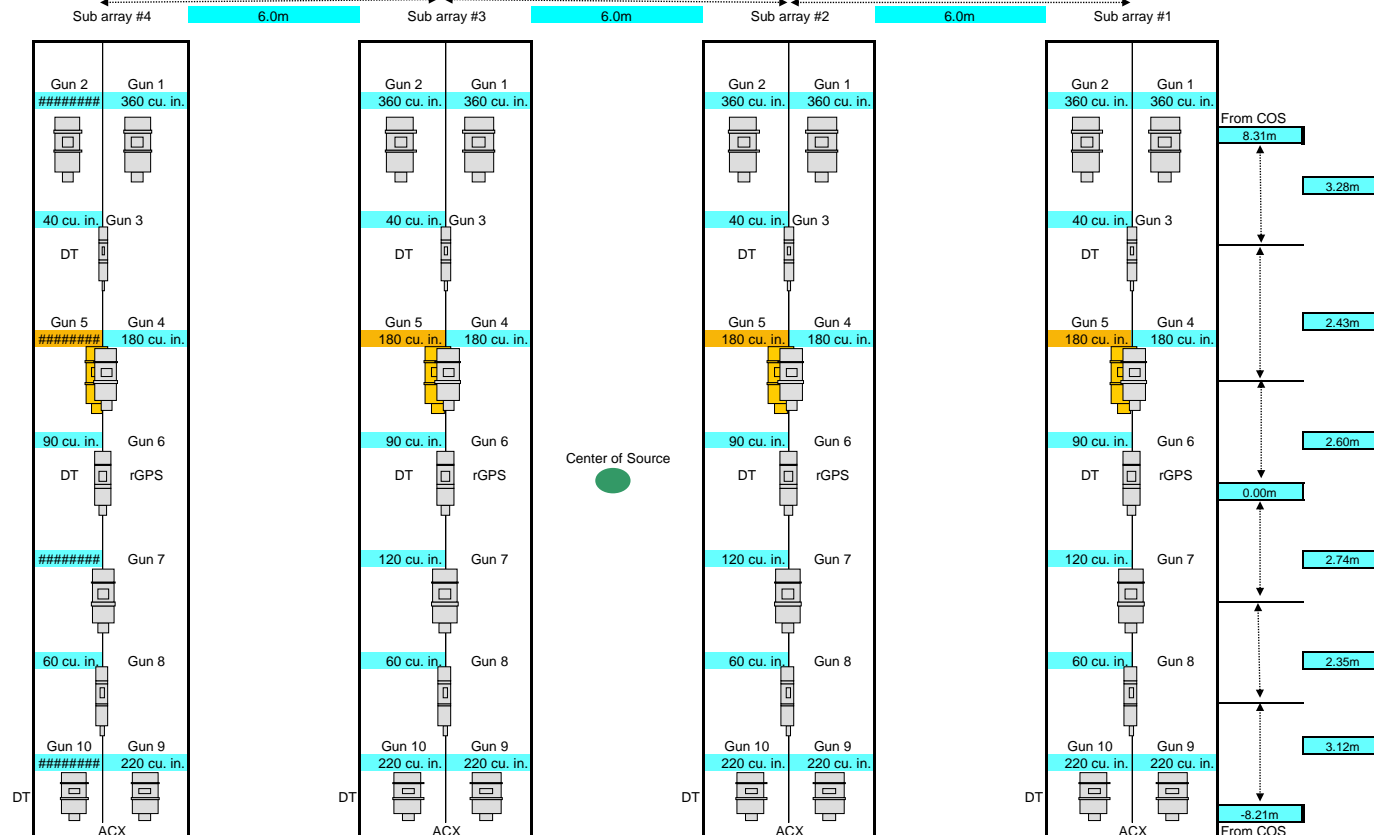 6.0m 6.0m 6.0m
Sub array #4 Sub array #3 Sub array #2 Sub array #1
Gun 2 Gun 1 Gun 2 Gun 1 Gun 2 Gun 1 Gun 2 Gun 1
######## 360 cu. in. 360 cu. in. 360 cu. in. 360 cu. in. 360 cu. in. 360 cu. in. 360 cu. in.
From COS
8.31m
3.28m
40 cu. in. Gun 3 40 cu. in. Gun 3 40 cu. in. Gun 3 40 cu. in. Gun 3
DT DT DT DT
Gun 5 Gun 4 Gun 5 Gun 4 Gun 5 Gun 4 Gun 5 Gun 4
2.43m
######## 180 cu. in. 180 cu. in. 180 cu. in. 180 cu. in. 180 cu. in. 180 cu. in. 180 cu. in.
90 cu. in. Gun 6 90 cu. in. Gun 6 90 cu. in. Gun 6 90 cu. in. Gun 6
2.60m
Center of Source
DT rGPS DT rGPS DT rGPS DT rGPS
0.00m
######## Gun 7 120 cu. in. Gun 7 120 cu. in. Gun 7 120 cu. in. Gun 7
2.74m
60 cu. in. Gun 8 60 cu. in. Gun 8 60 cu. in. Gun 8 60 cu. in. Gun 8
2.35m
Gun 10 Gun 9 Gun 10 Gun 9 Gun 10 Gun 9 Gun 10 Gun 9
3.12m
######## 220 cu. in. 220 cu. in. 220 cu. in. 220 cu. in. 220 cu. in. 220 cu. in. 220 cu. in.
DT DT DT DT
-8.21m
ACX ACX ACX ACX From COS